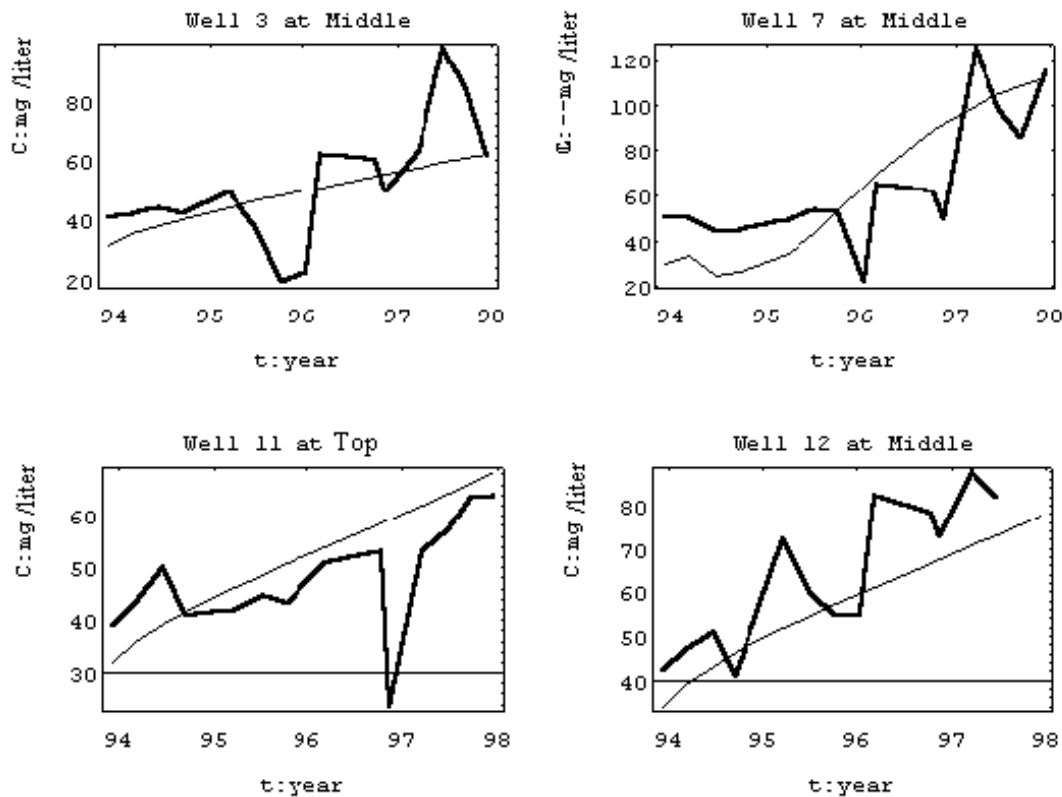 Well 3 at Middle
C:mg /liter
80
60
40
20
94 95 96 97 90
t:year
Well 7 at Middle
C:--mg /liter
120
100
80
60
40
20
94 95 96 97 90
t:year
Well 11 at Top
C:mg /liter
60
50
40
30
94 95 96 97 98
t:year
Well 12 at Middle
C:mg /liter
80
70
60
50
40
94 95 96 97 98
t:year